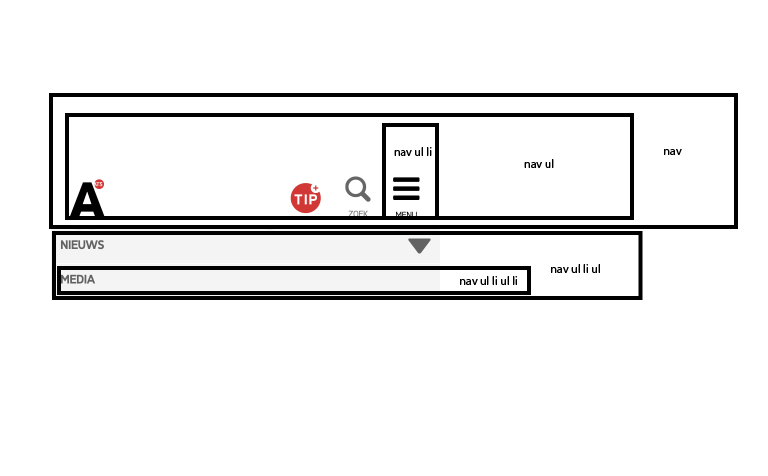 nav
nav ul li
nav ul
A
TIP
ZOEK
MENU
NIEUWS
nav ul li ul
MEDIA
nav ul li ul li